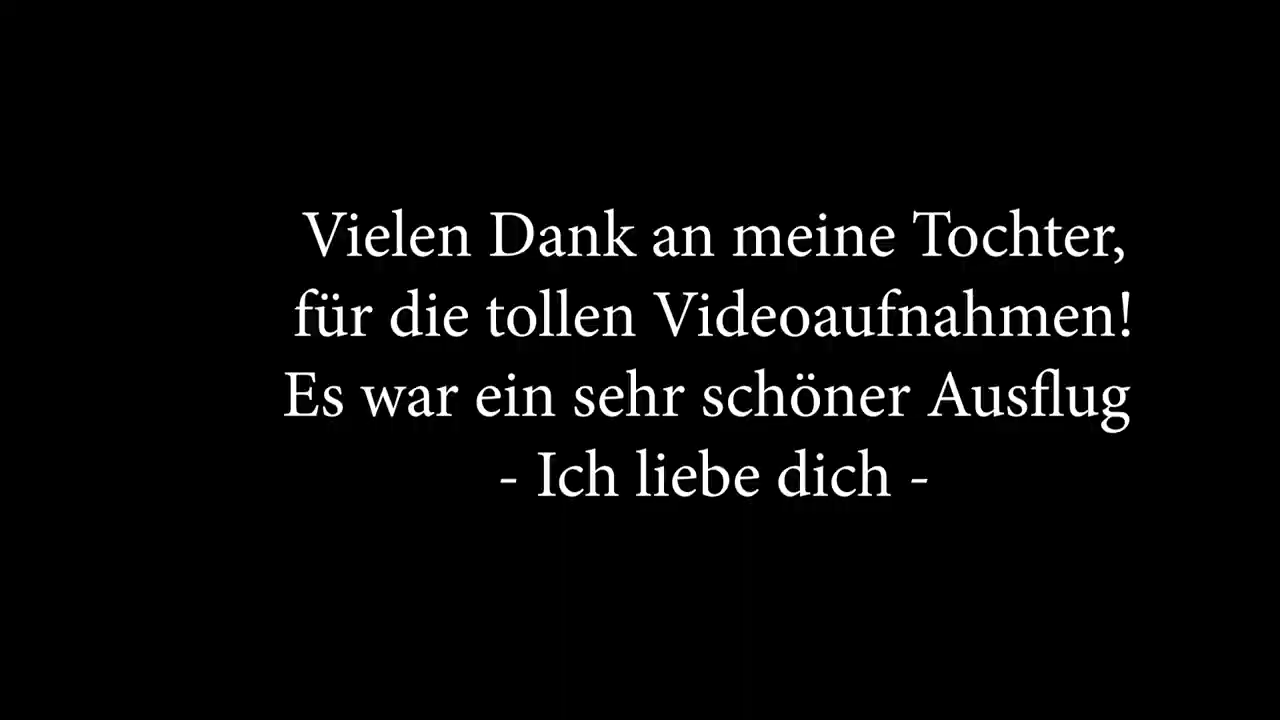 Vielen Dank an meine Tochter,
für die tollen Videoaufnahmen!
Es war ein sehr schöner Ausflug
- Ich liebe dich -